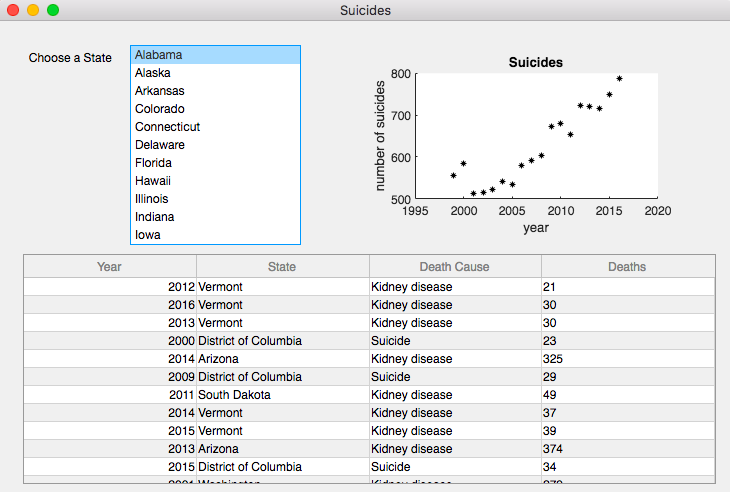 Suicides
Choose a State
Alabama
Alaska
Arkansas
Colorado
Connecticut
Delaware
Florida
Hawaii
Illinois
Indiana
Iowa
Suicides
number of suicides
800
700
600
500
1995 2000 2005 2010 2015 2020
year
Year State Death Cause Deaths
2012 Vermont Kidney disease 21
2016 Vermont Kidney disease 30
2013 Vermont Kidney disease 30
2000 District of Columbia Suicide 23
2014 Arizona Kidney disease 325
2009 District of Columbia Suicide 29
2011 South Dakota Kidney disease 49
2014 Vermont Kidney disease 37
2015 Vermont Kidney disease 39
2013 Arizona Kidney disease 374
2015 District of Columbia Suicide 34